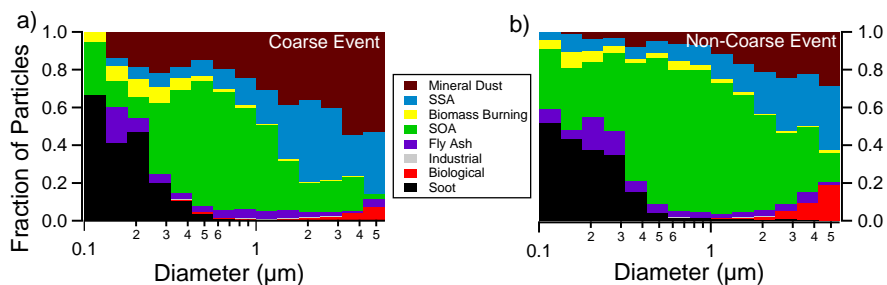 a)
Coarse Event
Fraction of Particles
1.0
0.8
0.6
0.4
0.2
0.0
0.1
2
3
4
5
6
1
2
3
4
5
Diameter (µm)
Mineral Dust
SSA
Biomass Burning
SOA
Fly Ash
Industrial
Biological
Soot
b)
Non-Coarse Event
0.1
2
3
4
5
6
1
2
3
4
5
Diameter (µm)
1.0
0.8
0.6
0.4
0.2
0.0